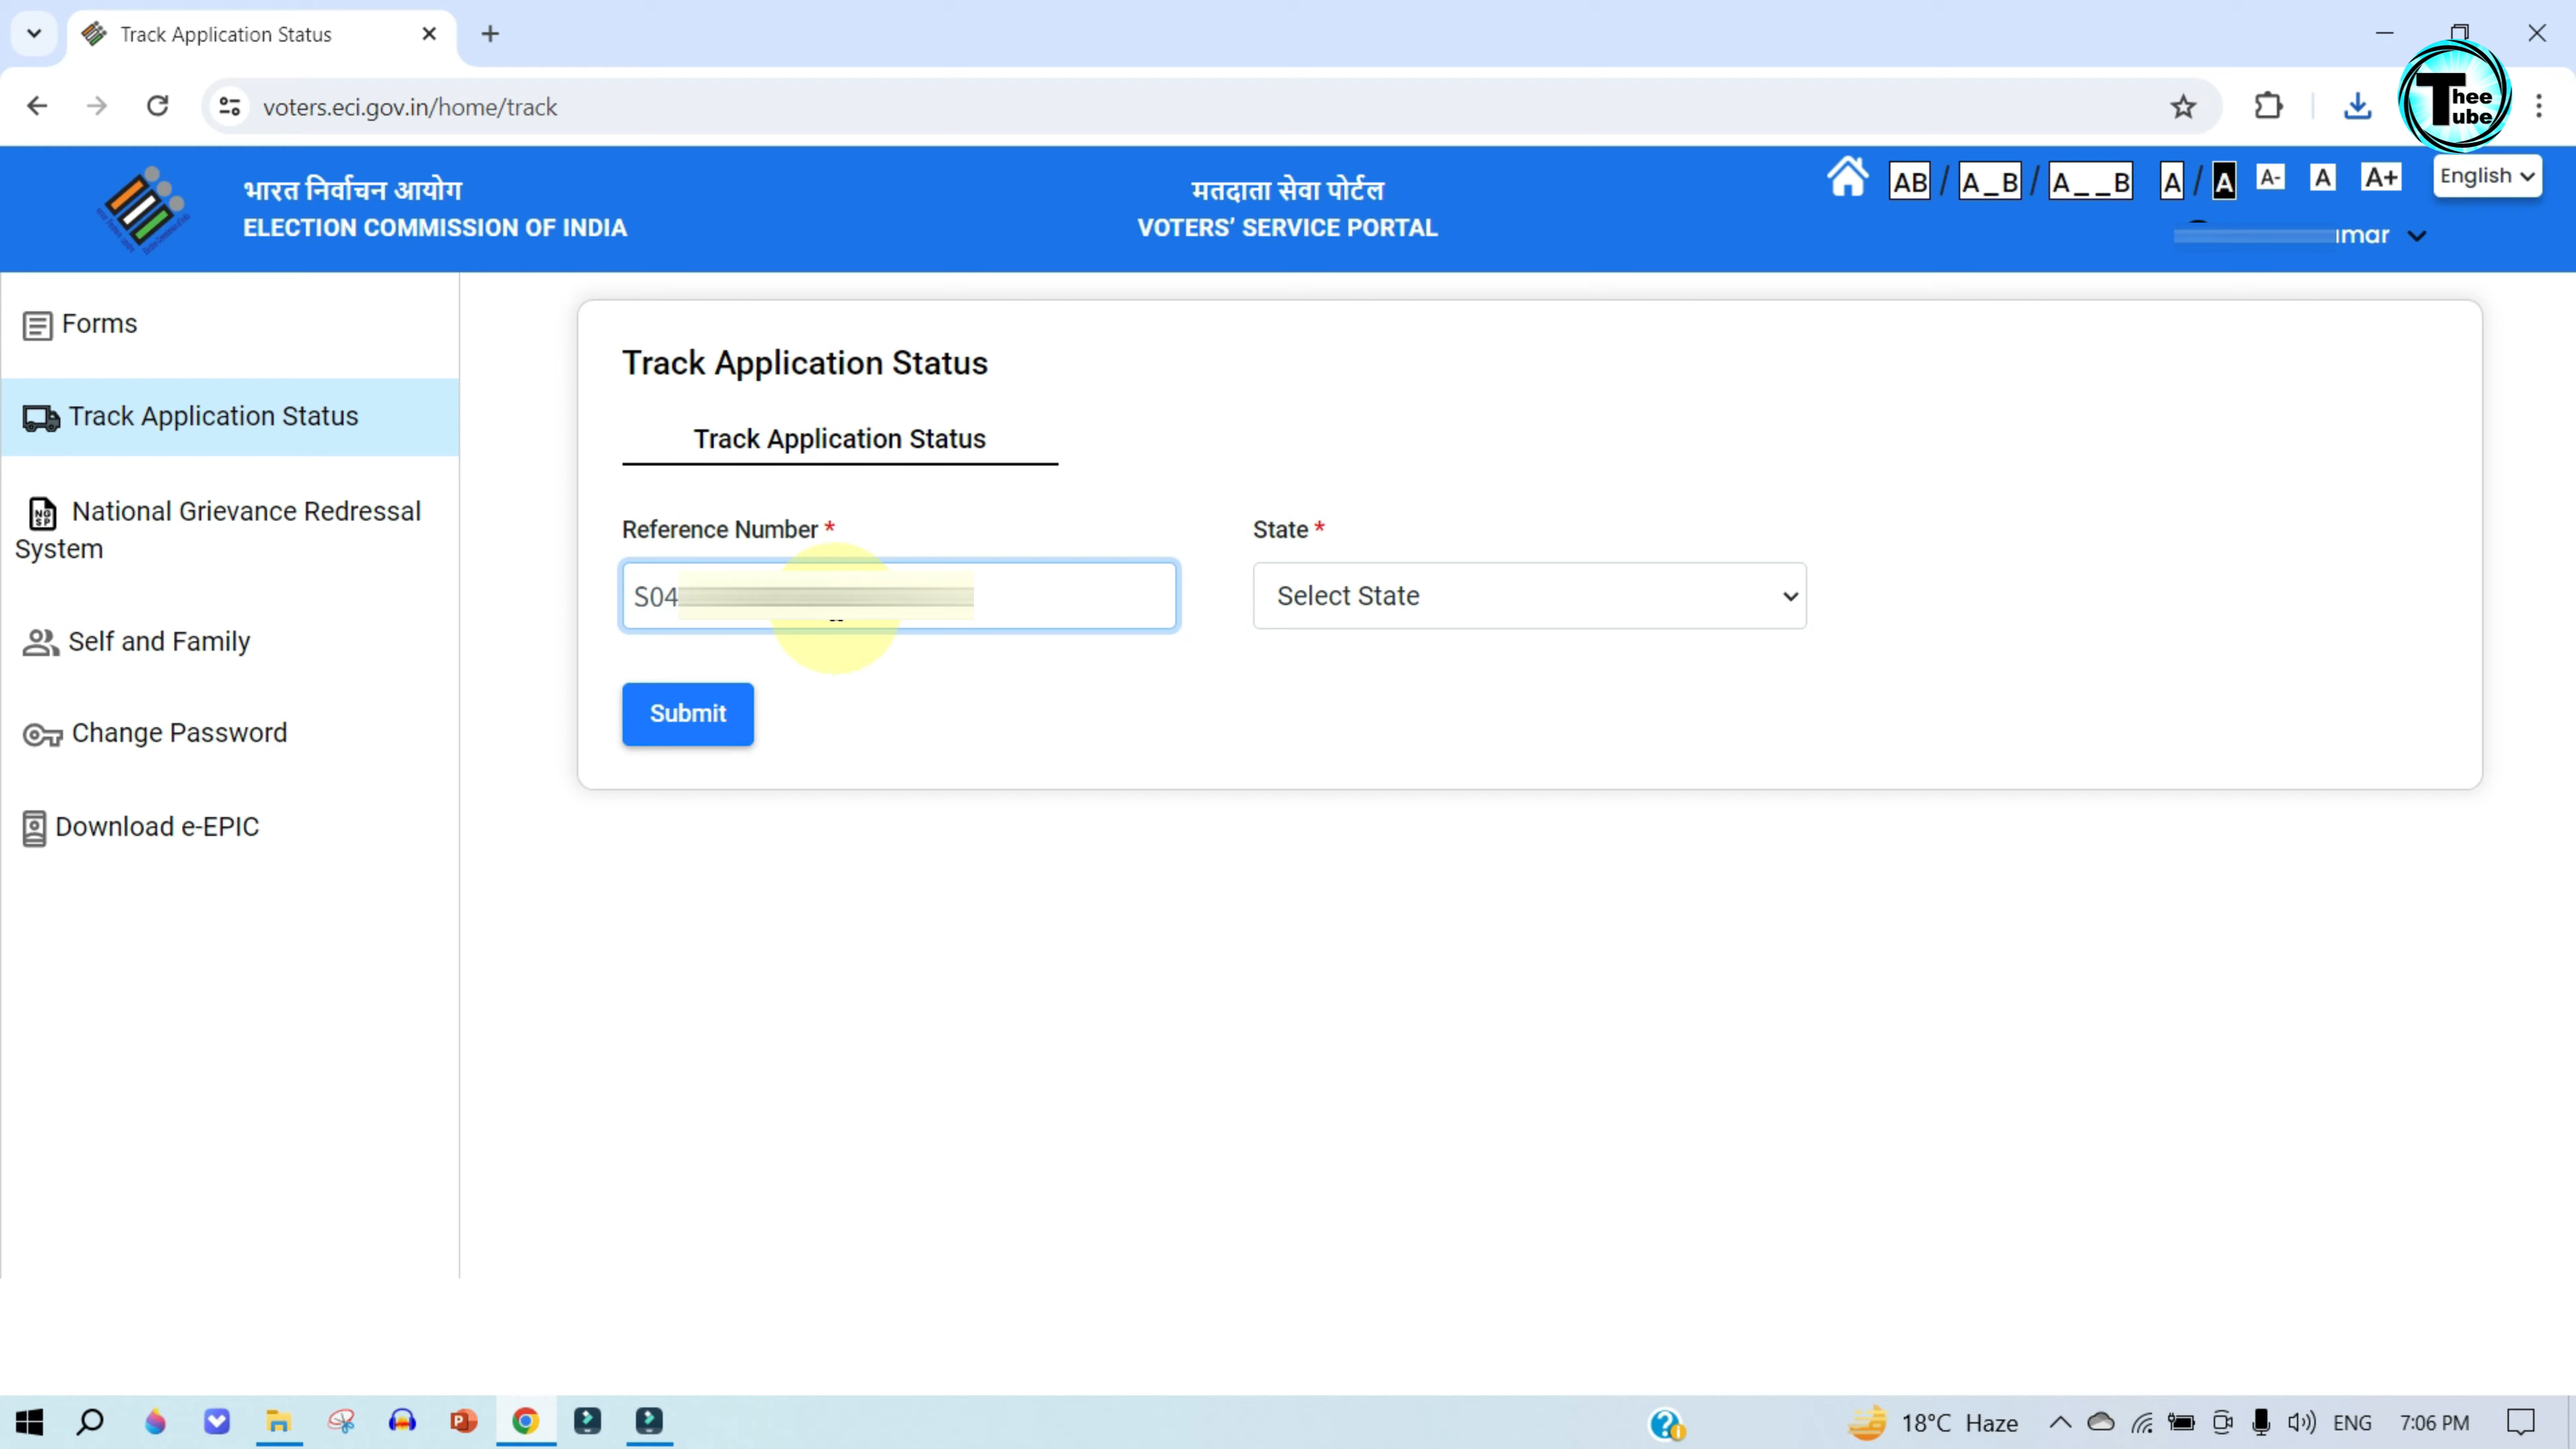 Track Application Status
voters.eci.gov.in/home/track
Thee
Tube
भारत निर्वाचन आयोग
ELECTION COMMISSION OF INDIA
मतदाता सेवा पोर्टल
VOTERS’ SERVICE PORTAL
AB / A_B / A__B A / A A- A A+ English
Forms
Track Application Status
National Grievance Redressal
System
Self and Family
Change Password
Download e-EPIC
Track Application Status
Track Application Status
Reference Number * State *
S04 Select State
Submit
18°C Haze ENG 7:06 PM